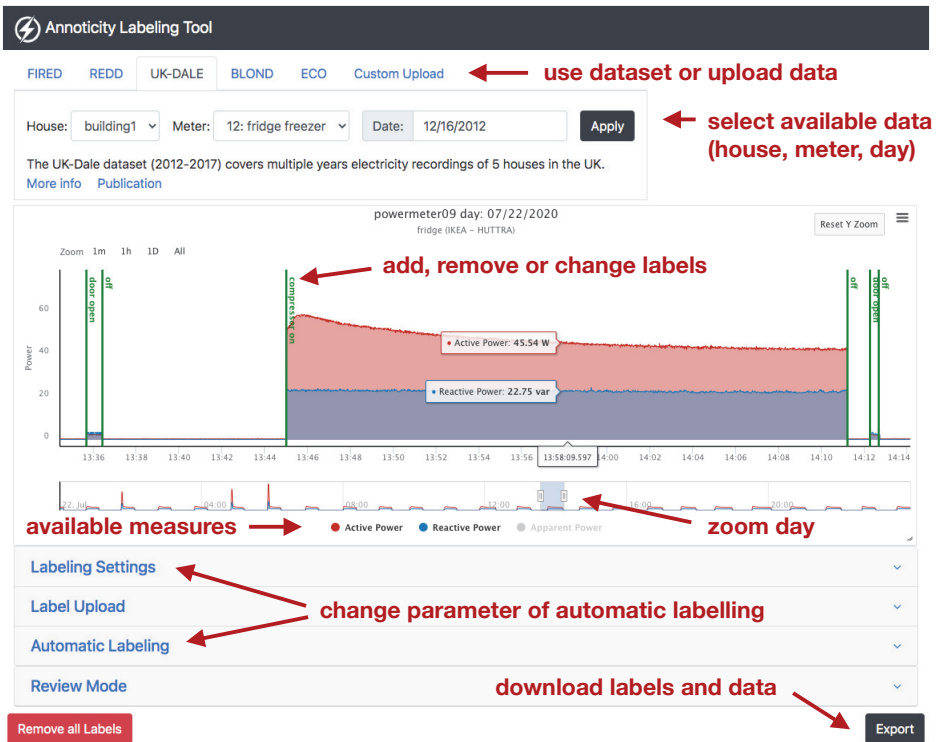 Annoticity Labeling Tool
FIRED REDD UK-DALE BLOND ECO Custom Upload
use dataset or upload data
House: building1 Meter: 12: fridge freezer Date: 12/16/2012 Apply
select available data
(house, meter, day)
The UK-Dale dataset (2012-2017) covers multiple years electricity recordings of 5 houses in the UK.
More info Publication
powermeter09 day: 07/22/2020
fridge (IKEA – HUTTRA)
Reset Y Zoom
Zoom 1m 1h 1D All
add, remove or change labels
door open
off
compressor on
off
door open
off
Power
60
40
20
0
Active Power: 45.54 W
Reactive Power: 22.75 var
13:36 13:38 13:40 13:42 13:44 13:46 13:48 13:50 13:52 13:54 13:56 13:58:09.597 14:00 14:02 14:04 14:06 14:08 14:10 14:12 14:14
22. Jul 04:00 08:00 12:00 16:00 20:00
available measures
Active Power Reactive Power Apparent Power
zoom day
Labeling Settings
Label Upload
change parameter of automatic labelling
Automatic Labeling
Review Mode
download labels and data
Remove all Labels
Export